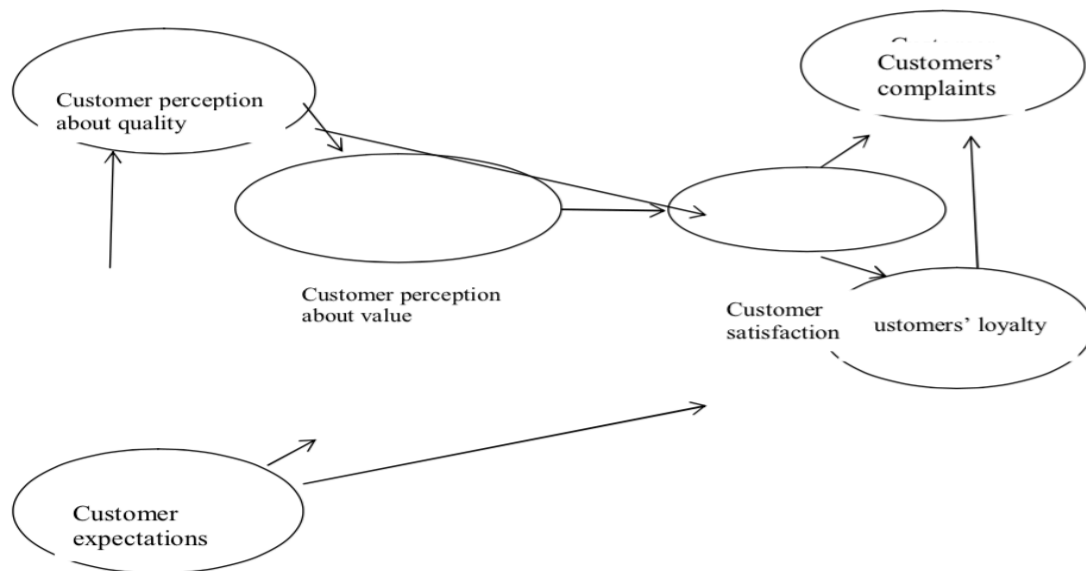 Customer perception
about quality
Customers’
complaints
Customer perception
about value
Customer
satisfaction
ustomers’ loyalty
Customer
expectations